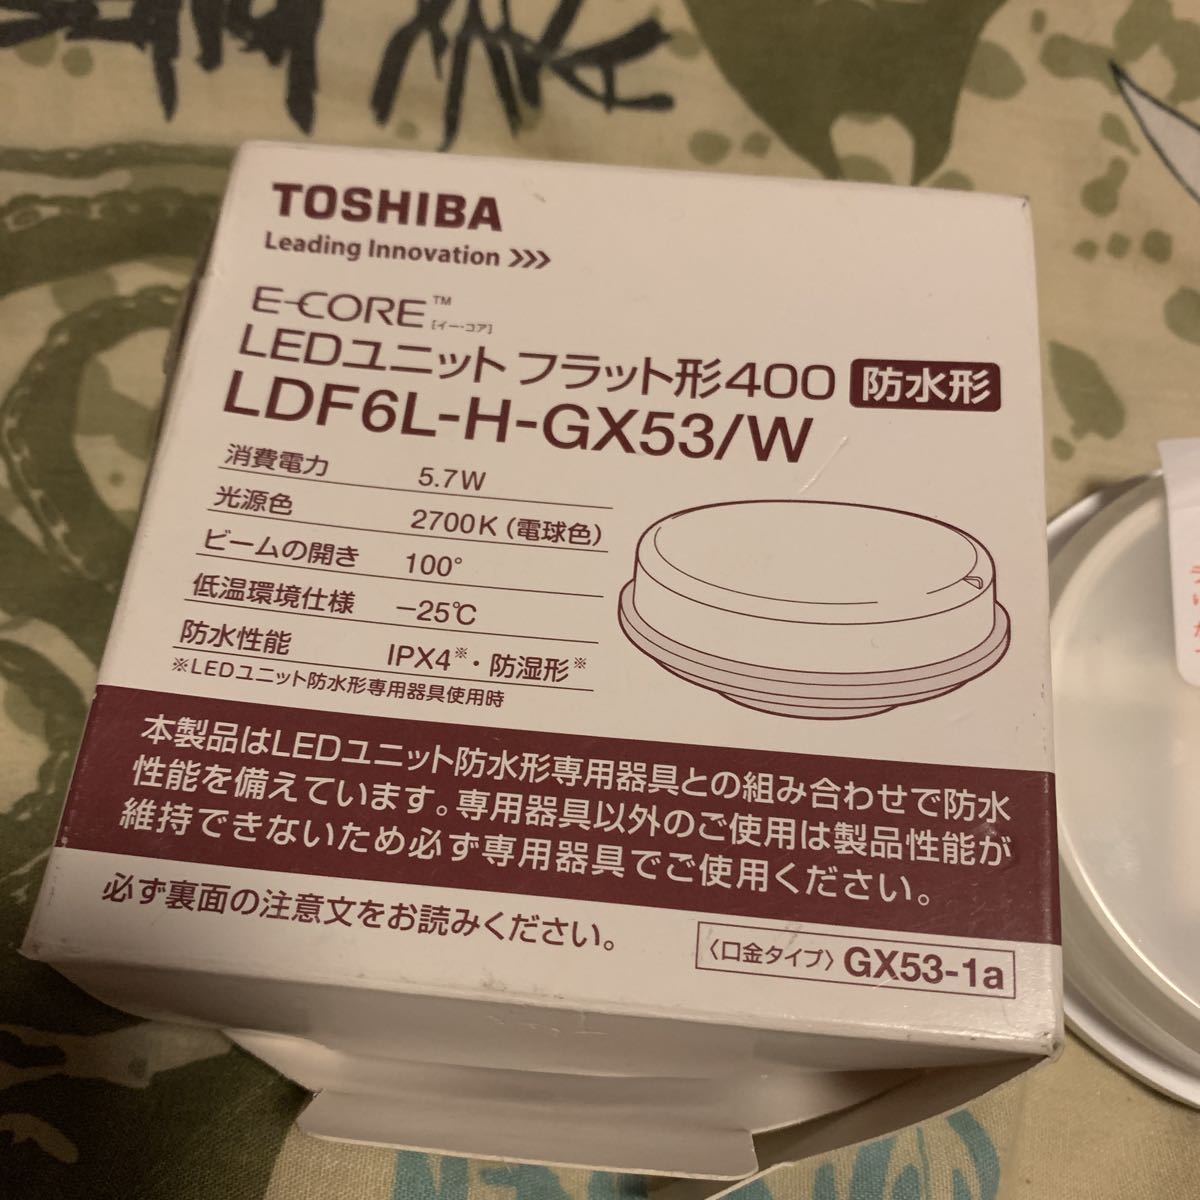 TOSHIBA
Leading Innovation >>>
E-CORE™
[イー・コア]
LEDユニット フラット形400 防水形
LDF6L-H-GX53/W
消費電力 5.7W
光源色 2700K(電球色)
ビームの開き 100°
低温環境仕様 −25℃
防水性能 IPX4※・防湿形※
※LEDユニット防水形専用器具使用時
本製品はLEDユニット防水形専用器具との組み合わせで防水
性能を備えています。専用器具以外のご使用は製品性能が
維持できないため必ず専用器具でご使用ください。
必ず裏面の注意文をお読みください。
〈口金タイプ〉GX53-1a